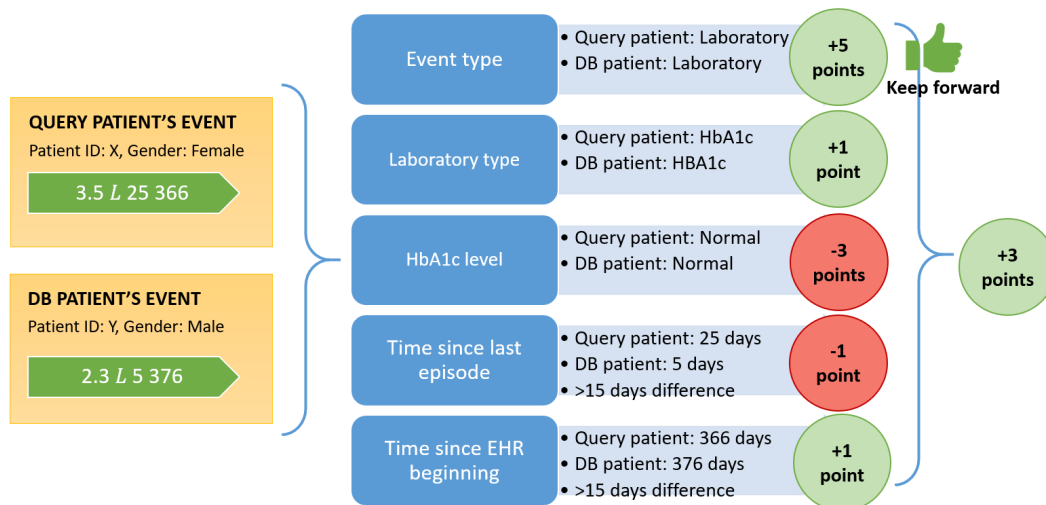 QUERY PATIENT'S EVENT
Patient ID: X, Gender: Female
3.5 L 25 366
DB PATIENT'S EVENT
Patient ID: Y, Gender: Male
2.3 L 5 376
Event type
• Query patient: Laboratory
• DB patient: Laboratory
+5
points
Keep forward
Laboratory type
• Query patient: HbA1c
• DB patient: HBA1c
+1
point
HbA1c level
• Query patient: Normal
• DB patient: Normal
-3
points
Time since last
episode
• Query patient: 25 days
• DB patient: 5 days
• >15 days difference
-1
point
Time since EHR
beginning
• Query patient: 366 days
• DB patient: 376 days
• >15 days difference
+1
point
+3
points